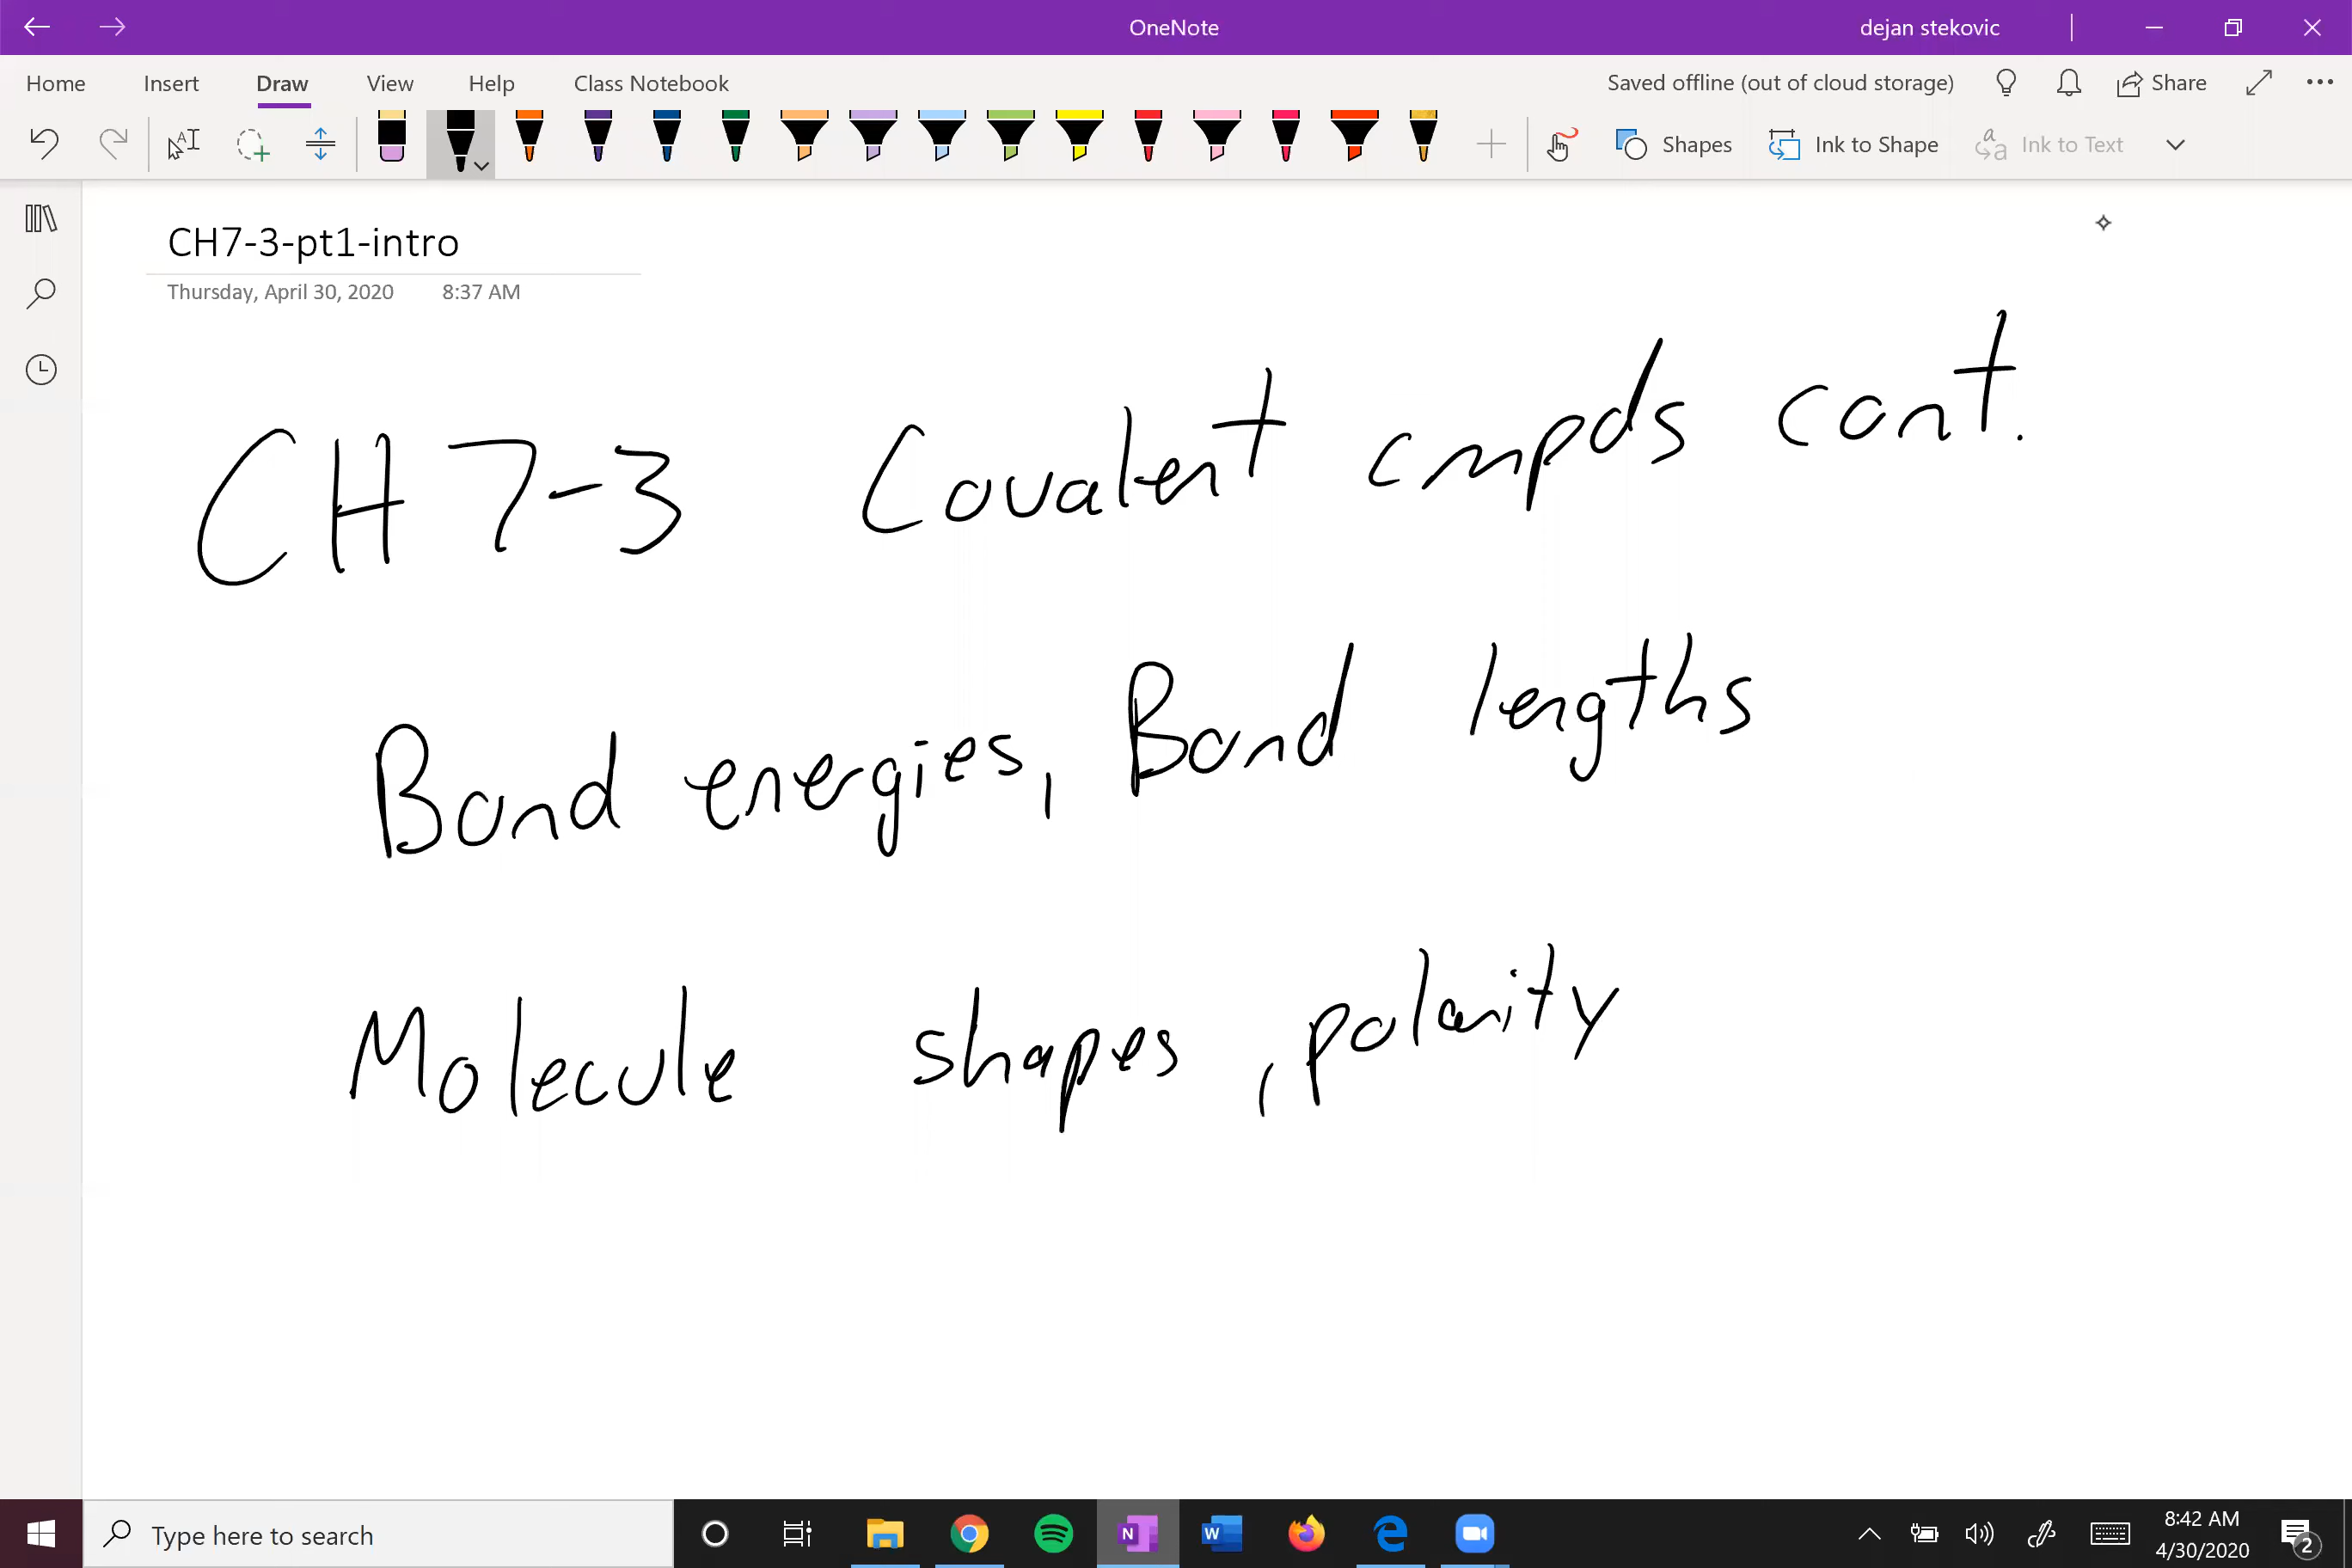 OneNote
dejan stekovic
Home Insert Draw View Help Class Notebook
Saved offline (out of cloud storage) Share
Shapes Ink to Shape Ink to Text
CH7-3-pt1-intro
Thursday, April 30, 2020 8:37 AM
CH 7-3 Covalent cmpds cont.
Bond energies, Bond lengths
Molecule shapes, polarity
Type here to search
8:42 AM
4/30/2020
2